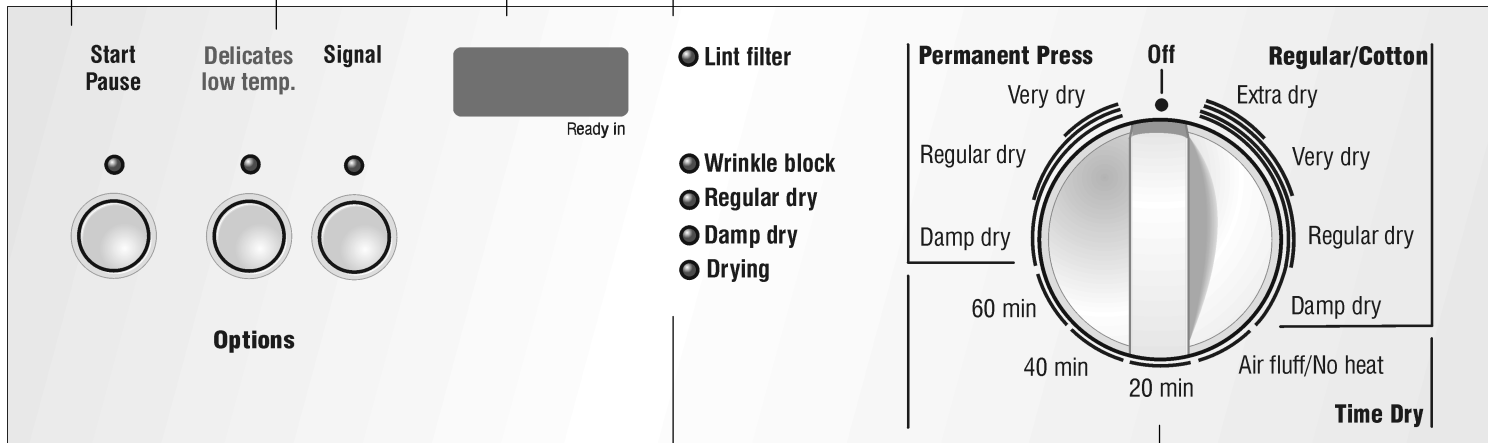 Start
Pause
Delicates
low temp.
Signal
Ready in
Options
Lint filter
Wrinkle block
Regular dry
Damp dry
Drying
Permanent Press
Off
Regular/Cotton
Very dry
Regular dry
Damp dry
Extra dry
Very dry
Regular dry
Damp dry
60 min
40 min
20 min
Air fluff/No heat
Time Dry